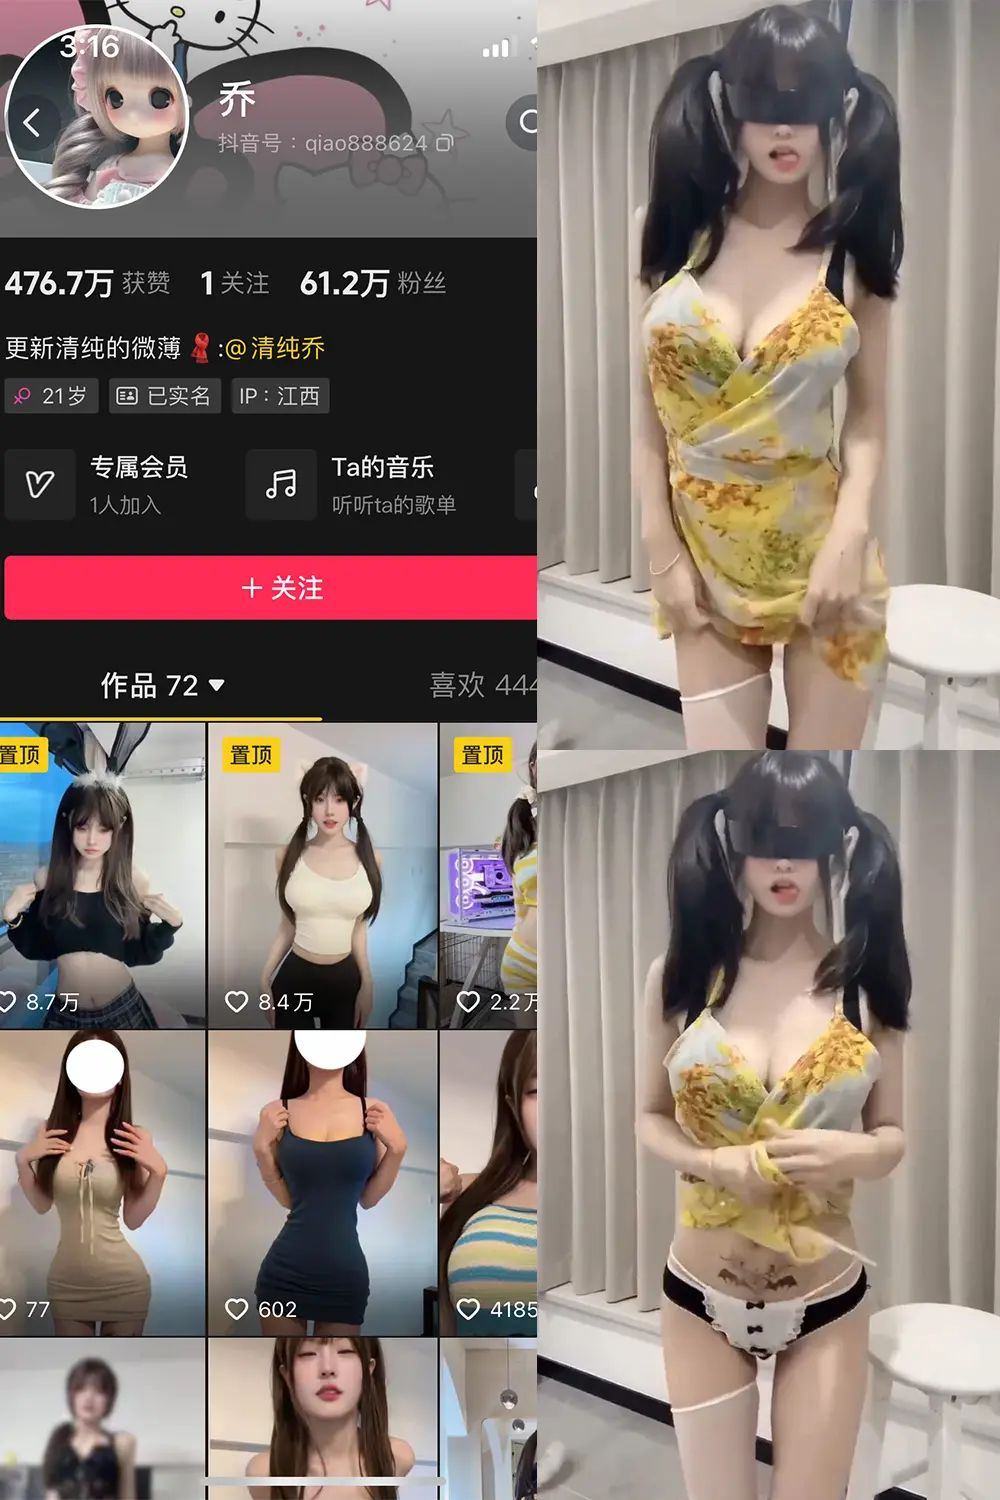 3:16
乔
抖音号：qiao888624
476.7万 获赞 1 关注 61.2万 粉丝
更新清纯的微薄 :@清纯乔
21岁 已实名 IP：江西
专属会员 Ta的音乐
1人加入 听听ta的歌单
+ 关注
作品 72 喜欢 444
置顶 置顶 置顶
8.7万 8.4万 2.2万
77 602 4185